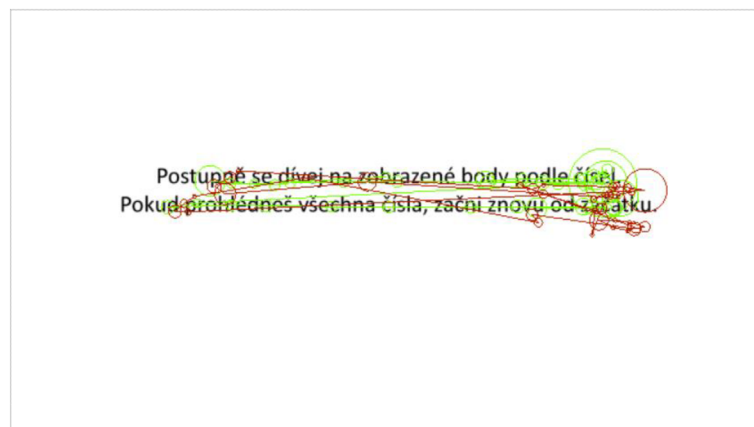 Postupně se dívej na zobrazené body podle čísel.
Pokud prohlédneš všechna čísla, začni znovu od začátku.